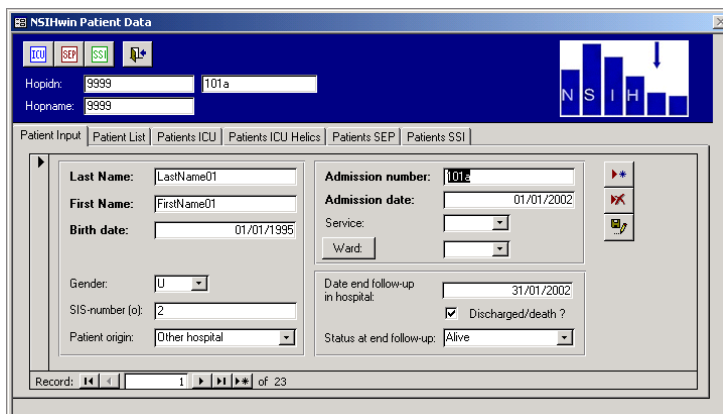 NSIHwin Patient Data
ICU SEP SSI
Hopidn: 9999 101a
Hopname: 9999
N S I H
Patient Input Patient List Patients ICU Patients ICU Helics Patients SEP Patients SSI
Last Name: LastName01
First Name: FirstName01
Birth date: 01/01/1995
Gender: U
SIS-number (o): 2
Patient origin: Other hospital
Admission number: 101a
Admission date: 01/01/2002
Service:
Ward:
Date end follow-up
in hospital: 31/01/2002
Discharged/death ?
Status at end follow-up: Alive
Record: 1 of 23